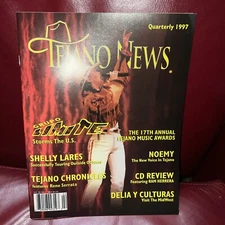 Quarterly 1997
TEJANO NEWS
GRUPO LIMITE
Storms The U.S.
THE 17TH ANNUAL
TEJANO MUSIC AWARDS
SHELLY LARES
Successfully Touring Outside Of
NOEMY
The New Voice in Tejano
TEJANO CHRONICLES
features Rene Serrata
CD REVIEW
Featuring RAM HERRERA
DELIA Y CULTURAS
Visit The MidWest